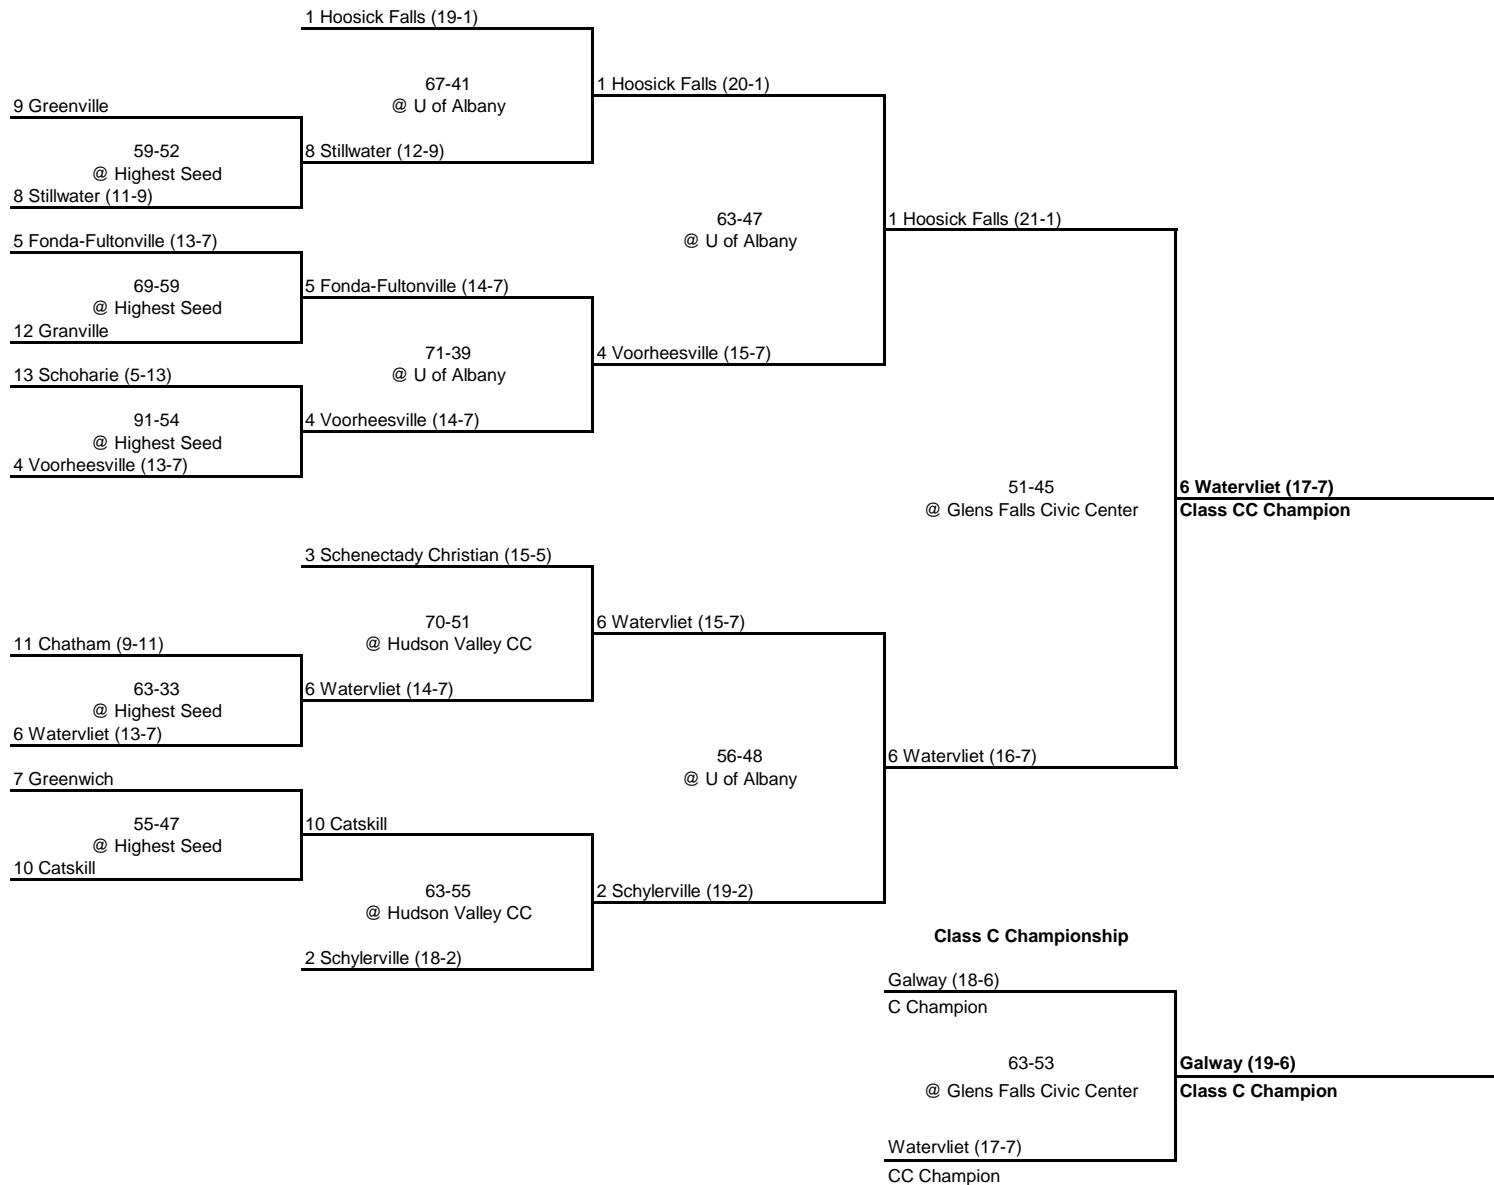 1 Hoosick Falls (19-1)
67-41
@ U of Albany
1 Hoosick Falls (20-1)
9 Greenville
59-52
@ Highest Seed
8 Stillwater (12-9)
8 Stillwater (11-9)
5 Fonda-Fultonville (13-7)
63-47
@ U of Albany
1 Hoosick Falls (21-1)
69-59
@ Highest Seed
5 Fonda-Fultonville (14-7)
12 Granville
71-39
@ U of Albany
4 Voorheesville (15-7)
13 Schoharie (5-13)
91-54
@ Highest Seed
4 Voorheesville (14-7)
4 Voorheesville (13-7)
51-45
@ Glens Falls Civic Center
6 Watervliet (17-7)
Class CC Champion
3 Schenectady Christian (15-5)
70-51
@ Hudson Valley CC
6 Watervliet (15-7)
11 Chatham (9-11)
63-33
@ Highest Seed
6 Watervliet (14-7)
6 Watervliet (13-7)
56-48
@ U of Albany
6 Watervliet (16-7)
7 Greenwich
55-47
@ Highest Seed
10 Catskill
10 Catskill
63-55
@ Hudson Valley CC
2 Schylerville (19-2)
2 Schylerville (18-2)
Class C Championship
Galway (18-6)
C Champion
63-53
@ Glens Falls Civic Center
Galway (19-6)
Class C Champion
Watervliet (17-7)
CC Champion